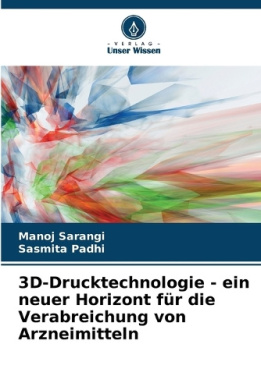 - VERLAG -
Unser Wissen
Manoj Sarangi
Sasmita Padhi
3D-Drucktechnologie - ein
neuer Horizont für die
Verabreichung von
Arzneimitteln